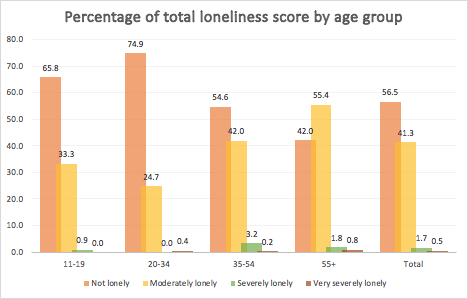 Percentage of total loneliness score by age group
80.0
70.0
60.0
50.0
40.0
30.0
20.0
10.0
0.0
65.8 33.3 0.9 0.0
74.9 24.7 0.0 0.4
54.6 42.0 3.2 0.2
42.0 55.4 1.8 0.8
56.5 41.3 1.7 0.5
11-19 20-34 35-54 55+ Total
Not lonely Moderately lonely Severely lonely Very severely lonely